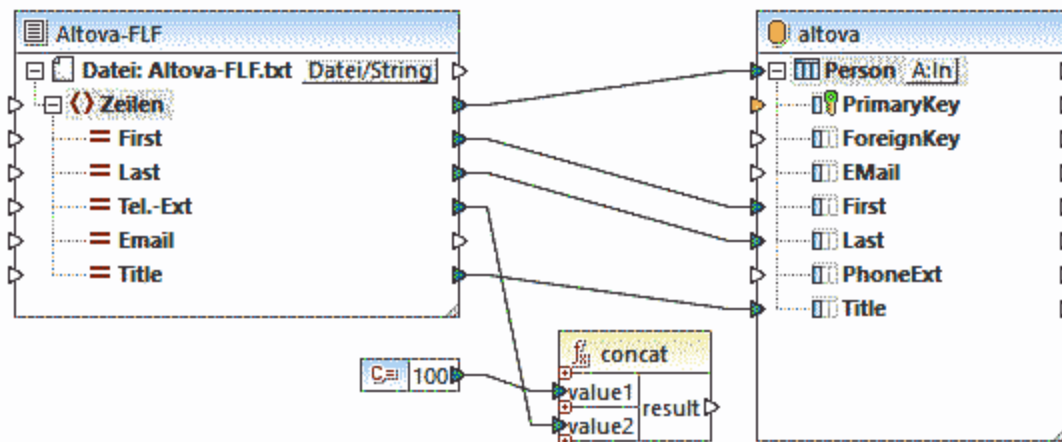 Altova-FLF
Datei: Altova-FLF.txt Datei/String
Zeilen
First
Last
Tel.-Ext
Email
Title
altova
Person A:In
PrimaryKey
ForeignKey
EMail
First
Last
PhoneExt
Title
C= 100
concat
value1
result
value2